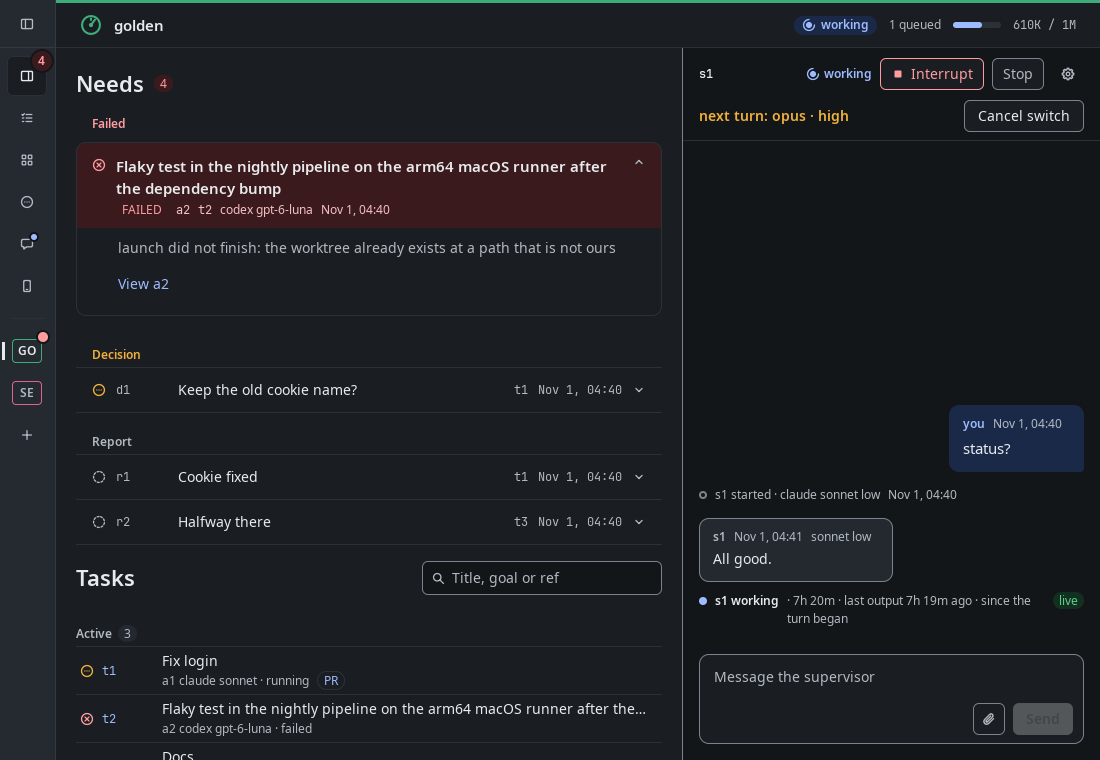 golden
working
1 queued
610K / 1M
4
GO
SE
Needs 4
Failed
Flaky test in the nightly pipeline on the arm64 macOS runner after
the dependency bump
FAILED a2 t2 codex gpt-6-luna Nov 1, 04:40
launch did not finish: the worktree already exists at a path that is not ours
View a2
Decision
d1 Keep the old cookie name? t1 Nov 1, 04:40
Report
r1 Cookie fixed t1 Nov 1, 04:40
r2 Halfway there t3 Nov 1, 04:40
Tasks
Title, goal or ref
Active 3
t1 Fix login
a1 claude sonnet · running PR
t2 Flaky test in the nightly pipeline on the arm64 macOS runner after the…
a2 codex gpt-6-luna · failed
Docs
s1
working
Interrupt
Stop
next turn: opus · high
Cancel switch
you Nov 1, 04:40
status?
s1 started · claude sonnet low Nov 1, 04:40
s1 Nov 1, 04:41 sonnet low
All good.
s1 working · 7h 20m · last output 7h 19m ago · since the
turn began
live
Message the supervisor
Send